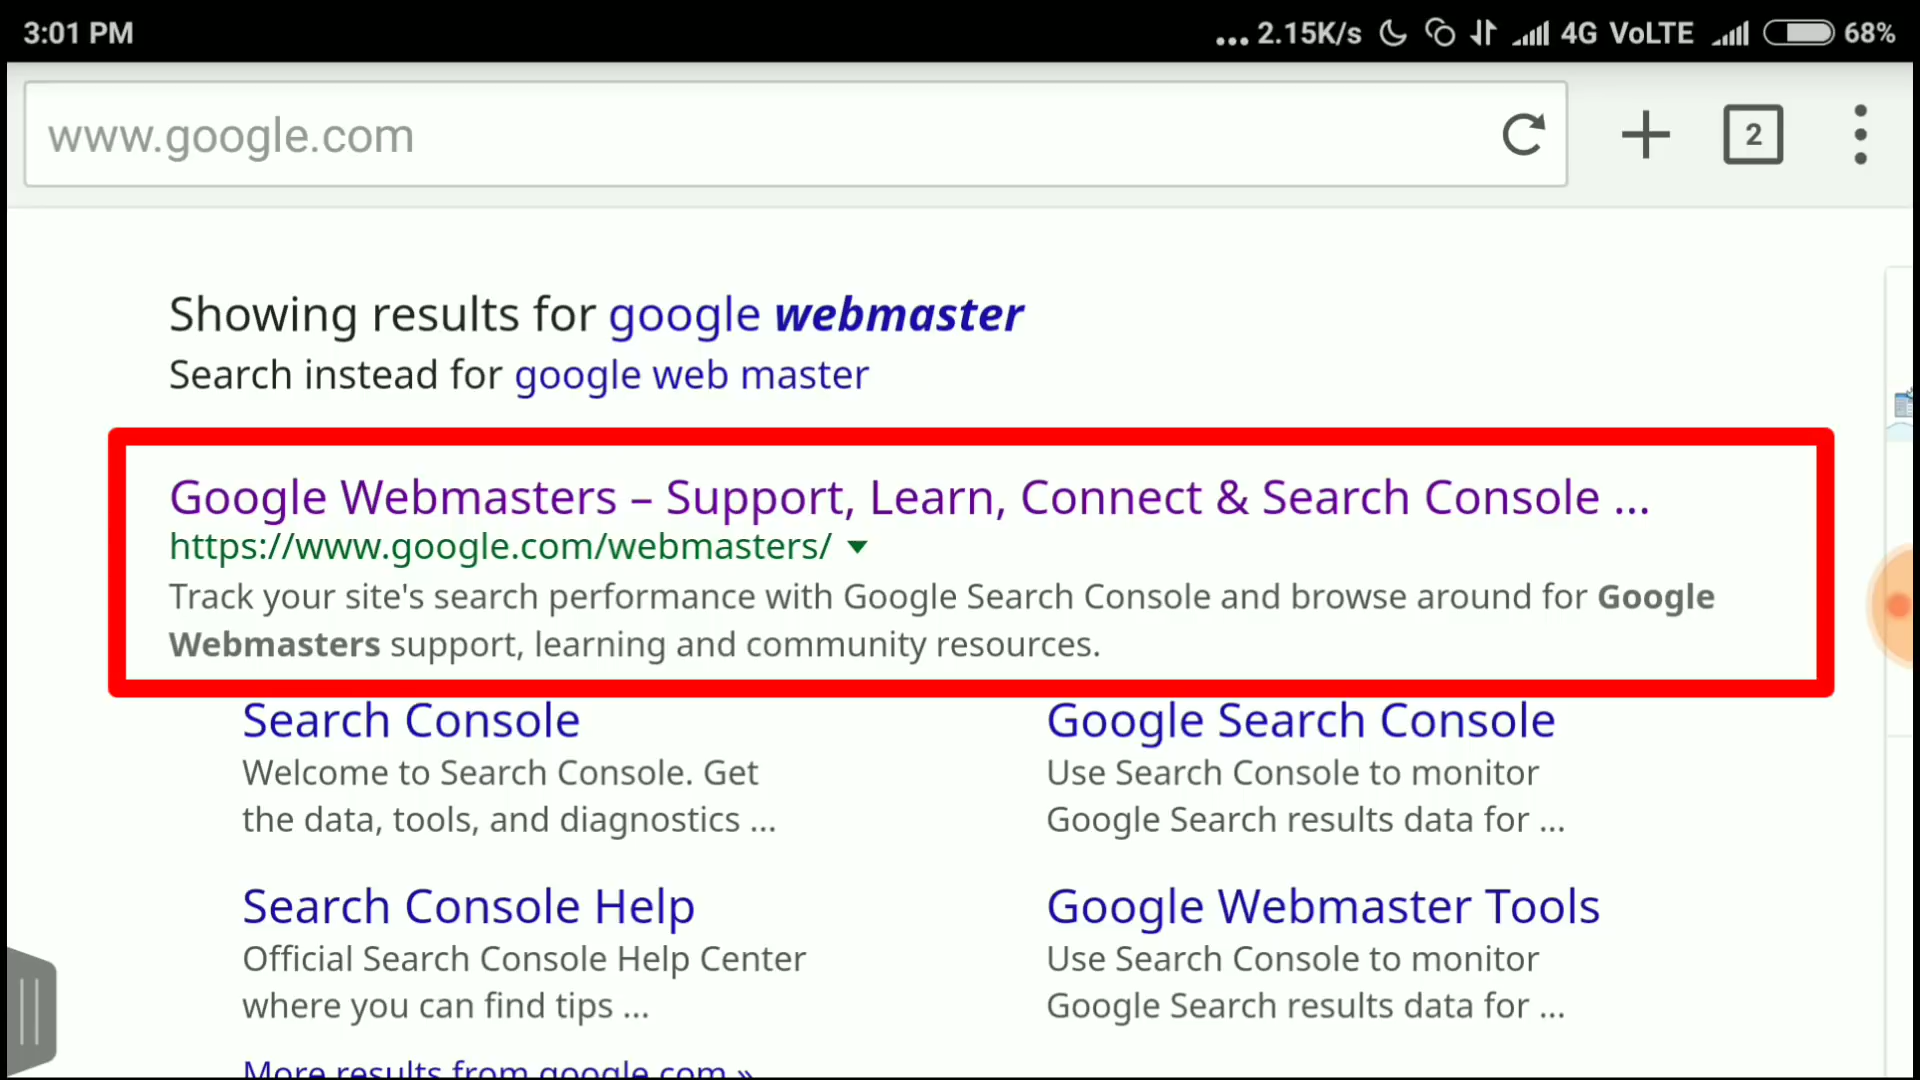 3:01 PM
... 2.15K/s 4G VoLTE 68%
www.google.com
2
Showing results for google webmaster
Search instead for google web master
Google Webmasters – Support, Learn, Connect & Search Console ...
https://www.google.com/webmasters/
Track your site's search performance with Google Search Console and browse around for Google
Webmasters support, learning and community resources.
Search Console
Welcome to Search Console. Get
the data, tools, and diagnostics ...
Google Search Console
Use Search Console to monitor
Google Search results data for ...
Search Console Help
Official Search Console Help Center
where you can find tips ...
Google Webmaster Tools
Use Search Console to monitor
Google Search results data for ...
More results from google.com »